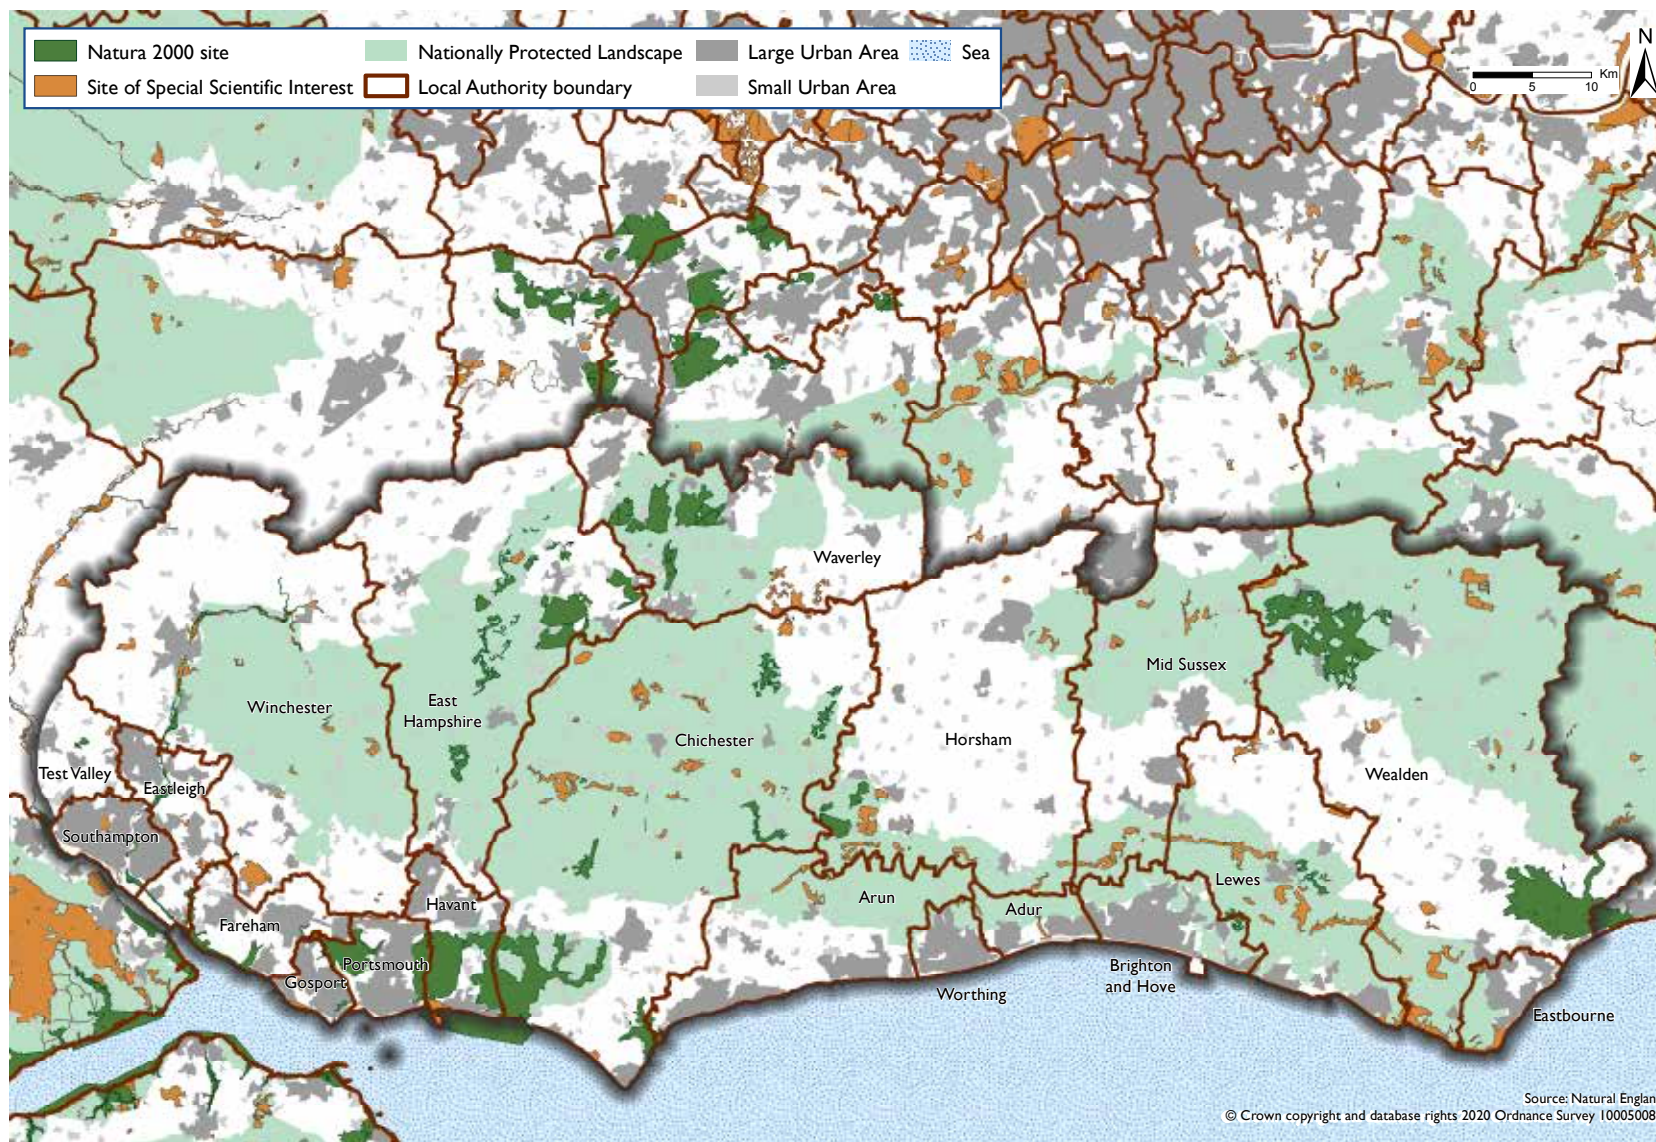 Natura 2000 site
Nationally Protected Landscape
Large Urban Area
Sea
Site of Special Scientific Interest
Local Authority boundary
Small Urban Area
N
Km
0 5 10
Waverley
Mid Sussex
Winchester
East
Hampshire
Chichester
Horsham
Test Valley
Eastleigh
Wealden
Southampton
Lewes
Arun
Havant
Adur
Fareham
Portsmouth
Gosport
Brighton
and Hove
Worthing
Eastbourne
Source: Natural Englan
© Crown copyright and database rights 2020 Ordnance Survey 10005008